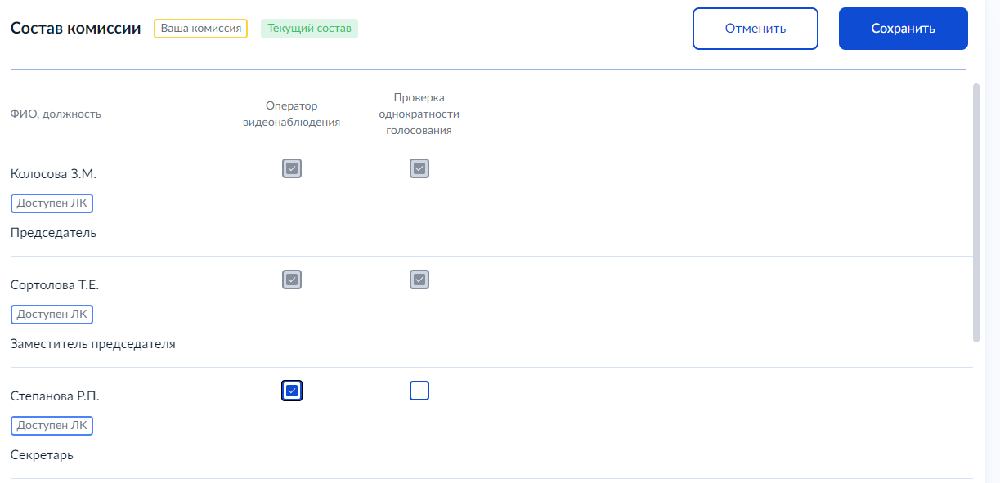 Состав комиссии Ваша комиссия Текущий состав Отменить Сохранить
ФИО, должность
Оператор
видеонаблюдения
Проверка
однократности
голосования
Колосова З.М.
Доступен ЛК
Председатель
Сортолова Т.Е.
Доступен ЛК
Заместитель председателя
Степанова Р.П.
Доступен ЛК
Секретарь